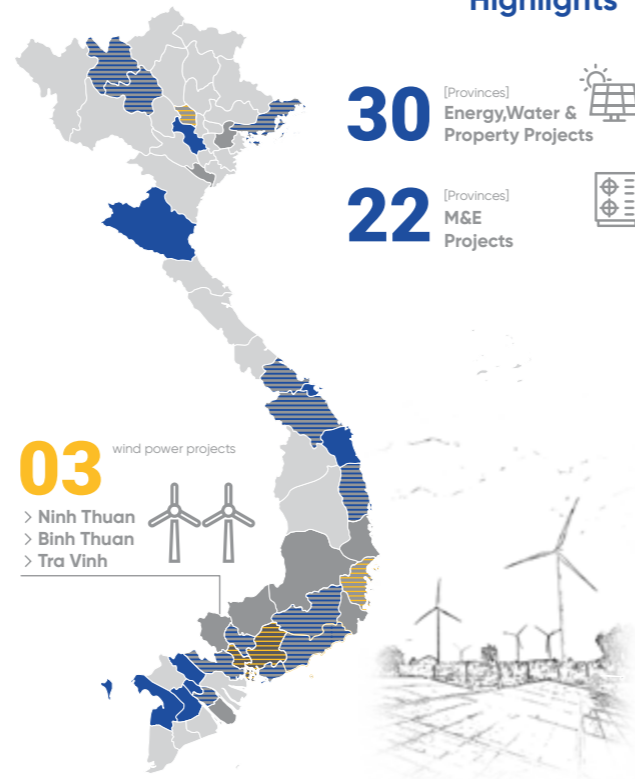 Highlights
30
[Provinces]
Energy,Water &
Property Projects
22
[Provinces]
M&E
Projects
03
wind power projects
> Ninh Thuan
> Binh Thuan
> Tra Vinh